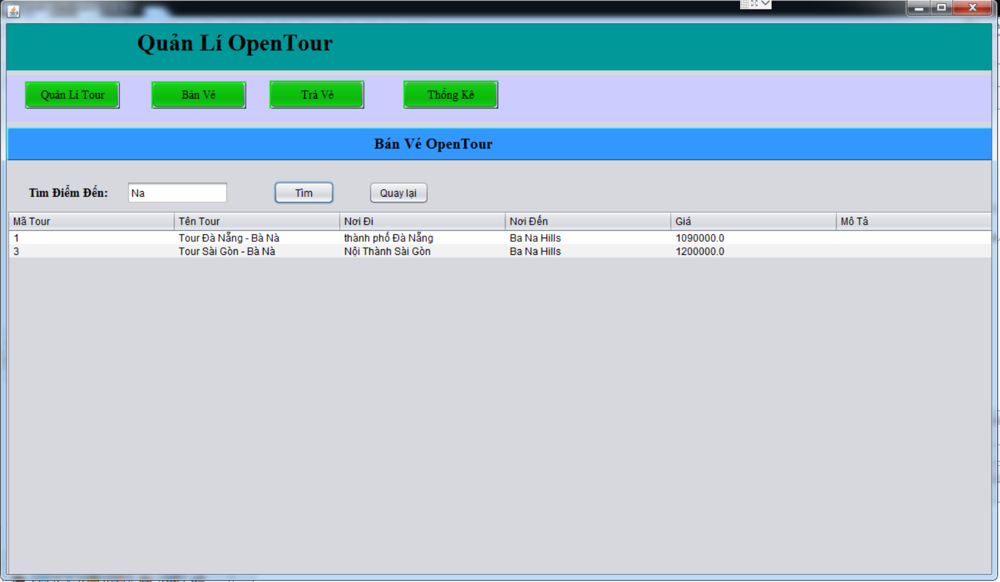 Quản Lí OpenTour
Quản Lí Tour Bán Vé Trả Vé Thống Kê
Bán Vé OpenTour
Tìm Điểm Đến: Na Tìm Quay lại
Mã Tour Tên Tour Nơi Đi Nơi Đến Giá Mô Tả
1 Tour Đà Nẵng - Bà Nà thành phố Đà Nẵng Ba Na Hills 1090000.0
3 Tour Sài Gòn - Bà Nà Nội Thành Sài Gòn Ba Na Hills 1200000.0